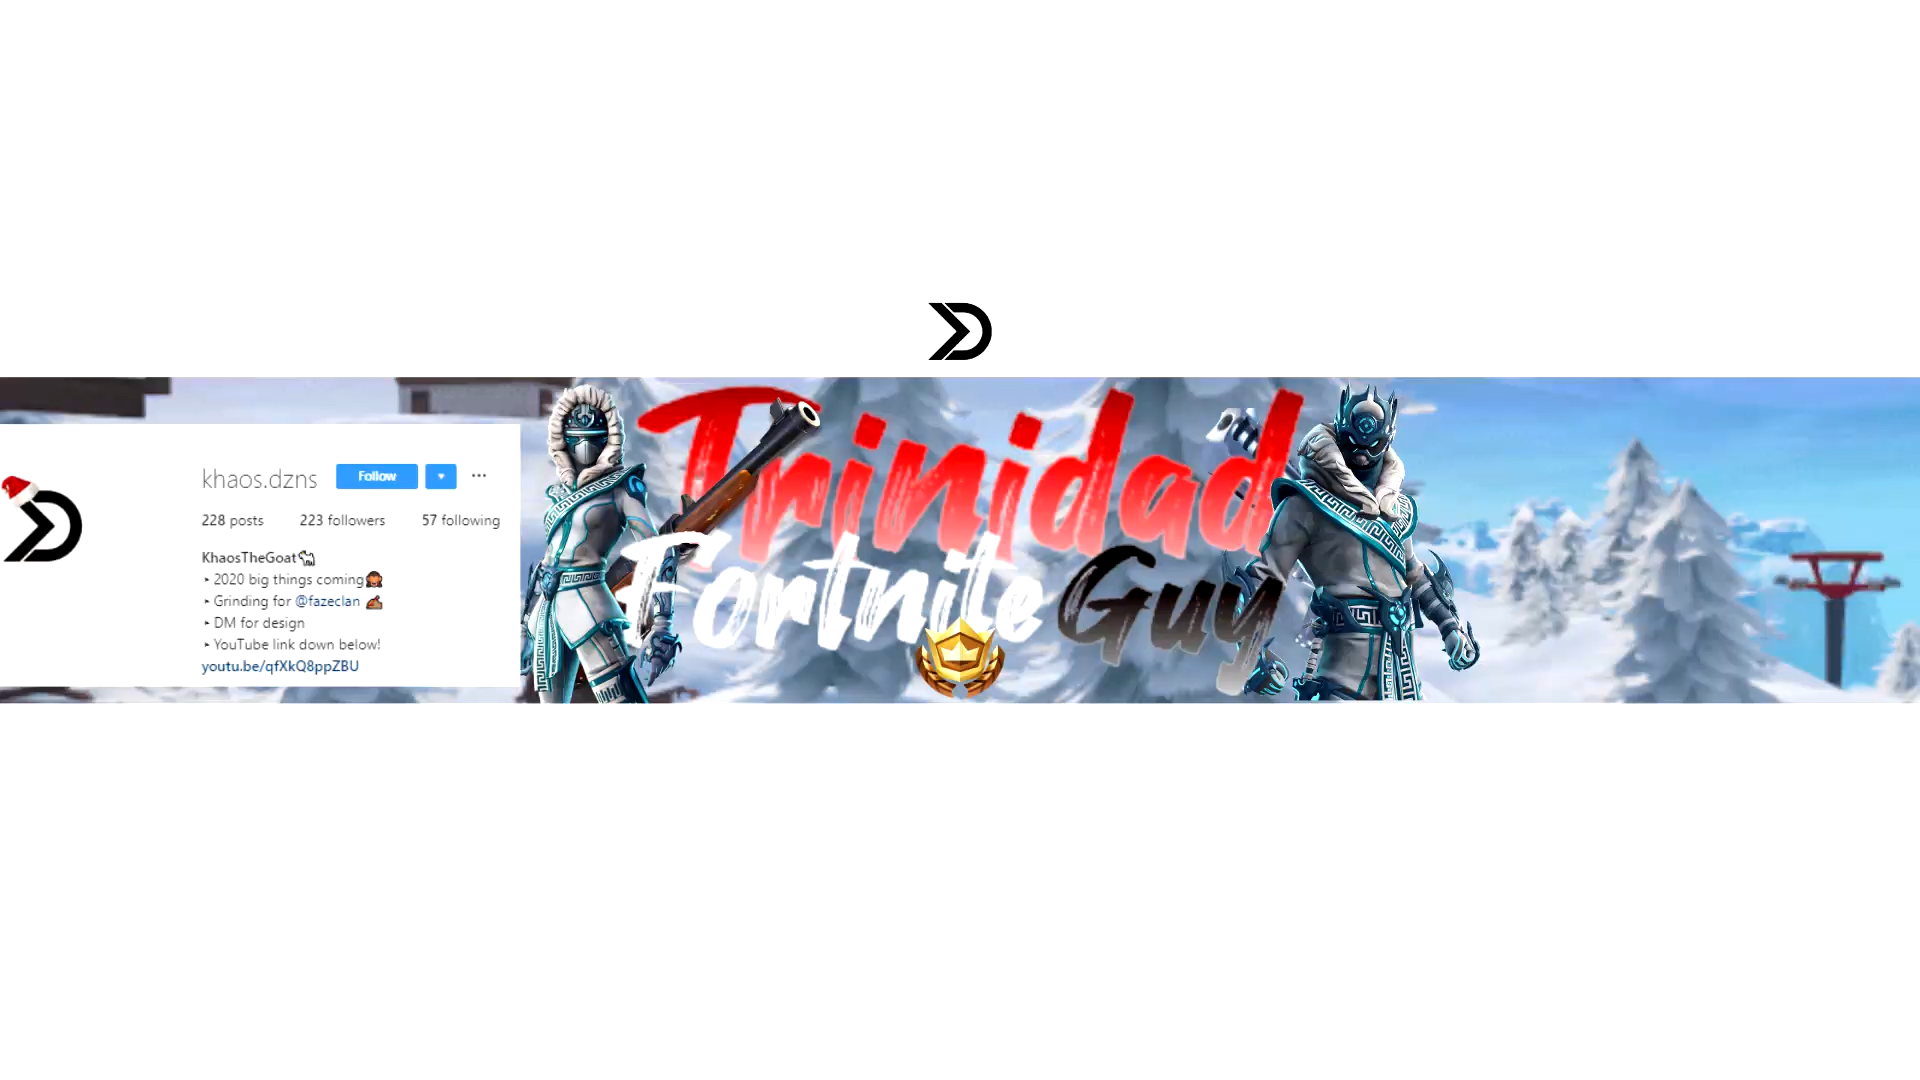 khaos.dzns Follow
228 posts 223 followers 57 following
KhaosTheGoat
2020 big things coming
Grinding for @fazeclan
DM for design
YouTube link down below!
youtu.be/qfXkQ8ppZBU
Trinidad
Fortnite Guy